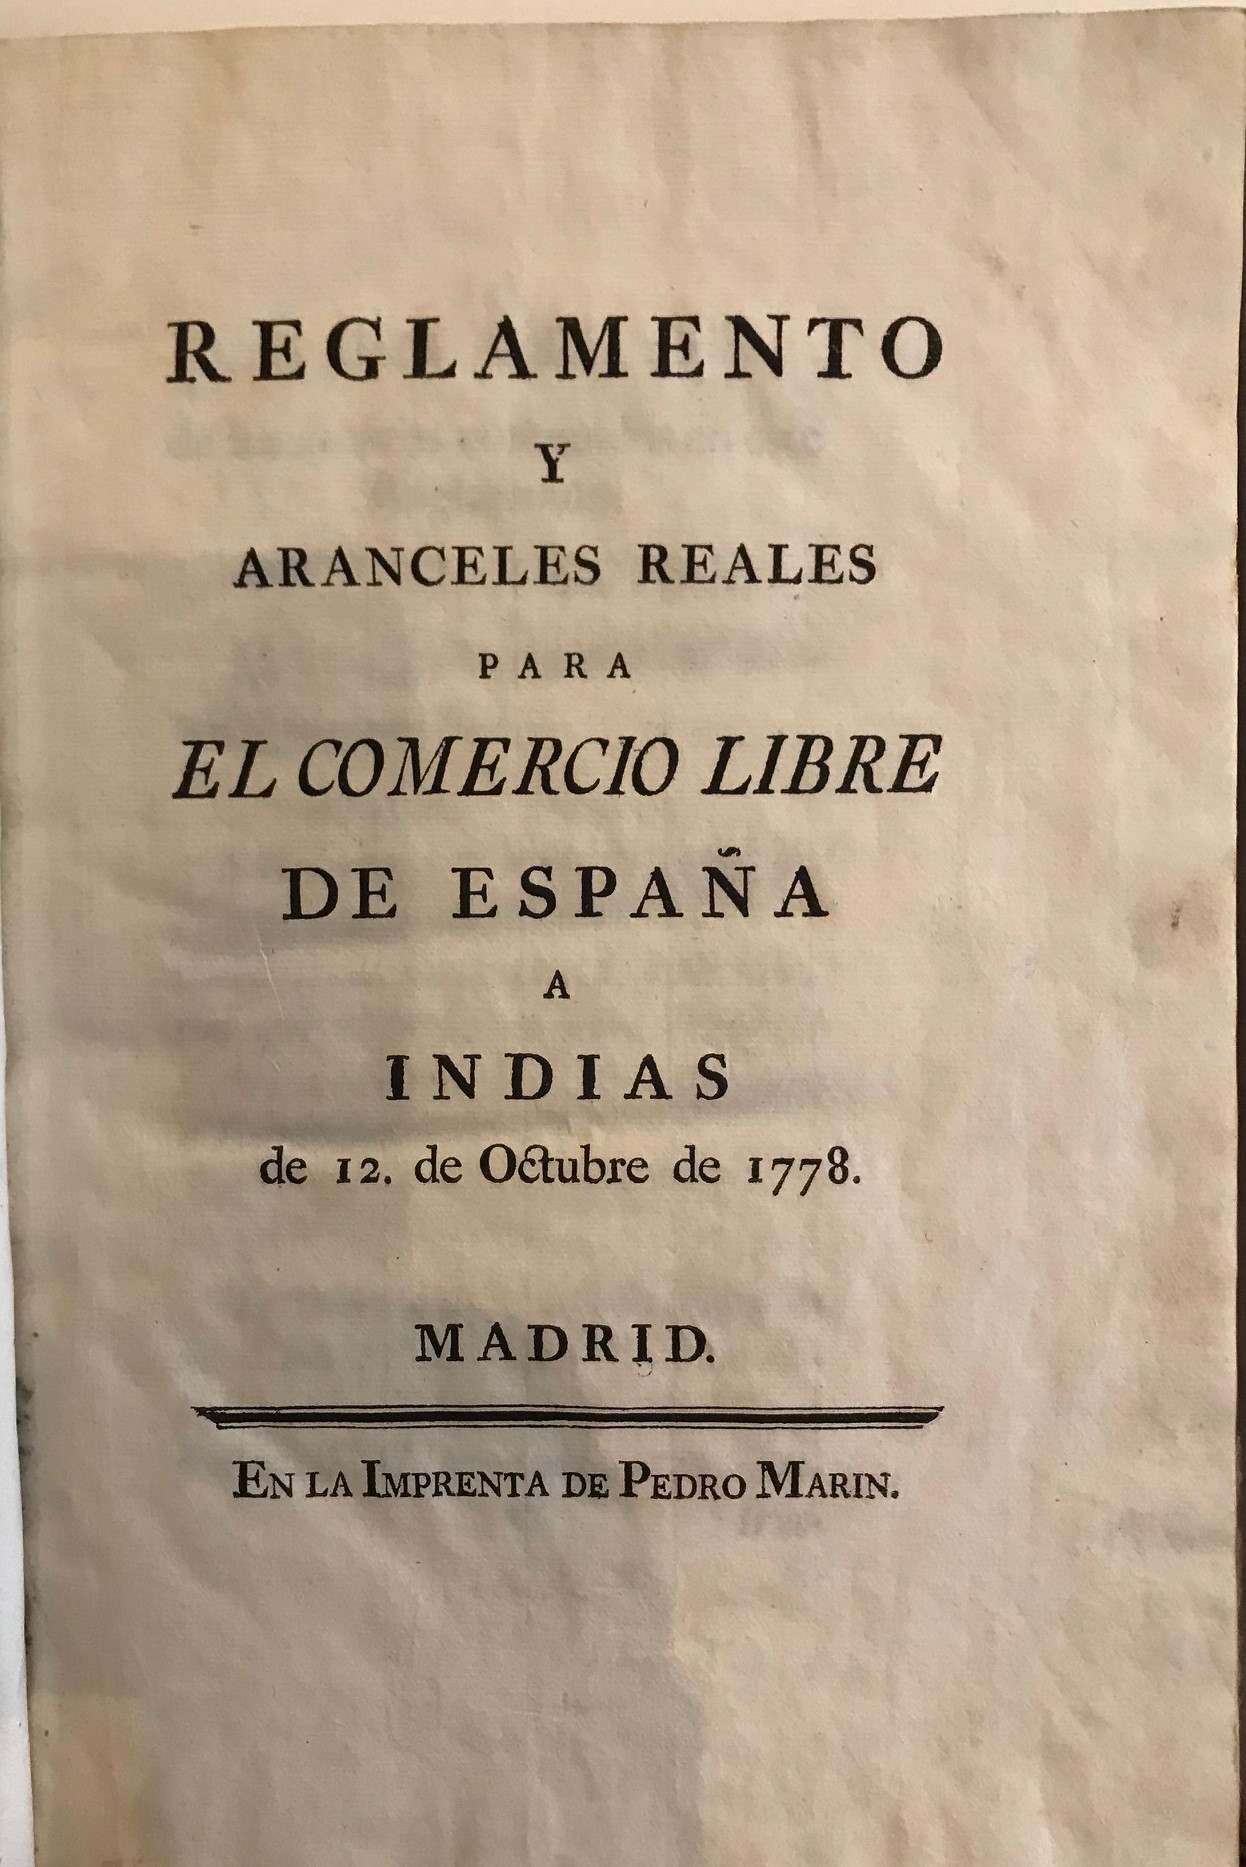 REGLAMENTO
Y
ARANCELES REALES
PARA
EL COMERCIO LIBRE
DE ESPAÑA
A
INDIAS
de 12. de Octubre de 1778.
MADRID.
EN LA IMPRENTA DE PEDRO MARIN.